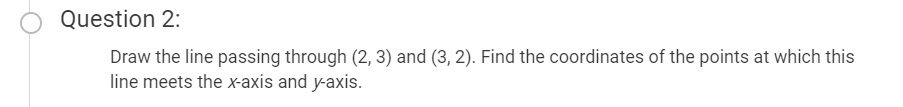 Question 2:
Draw the line passing through (2, 3) and (3, 2). Find the coordinates of the points at which this
line meets the x-axis and y-axis.